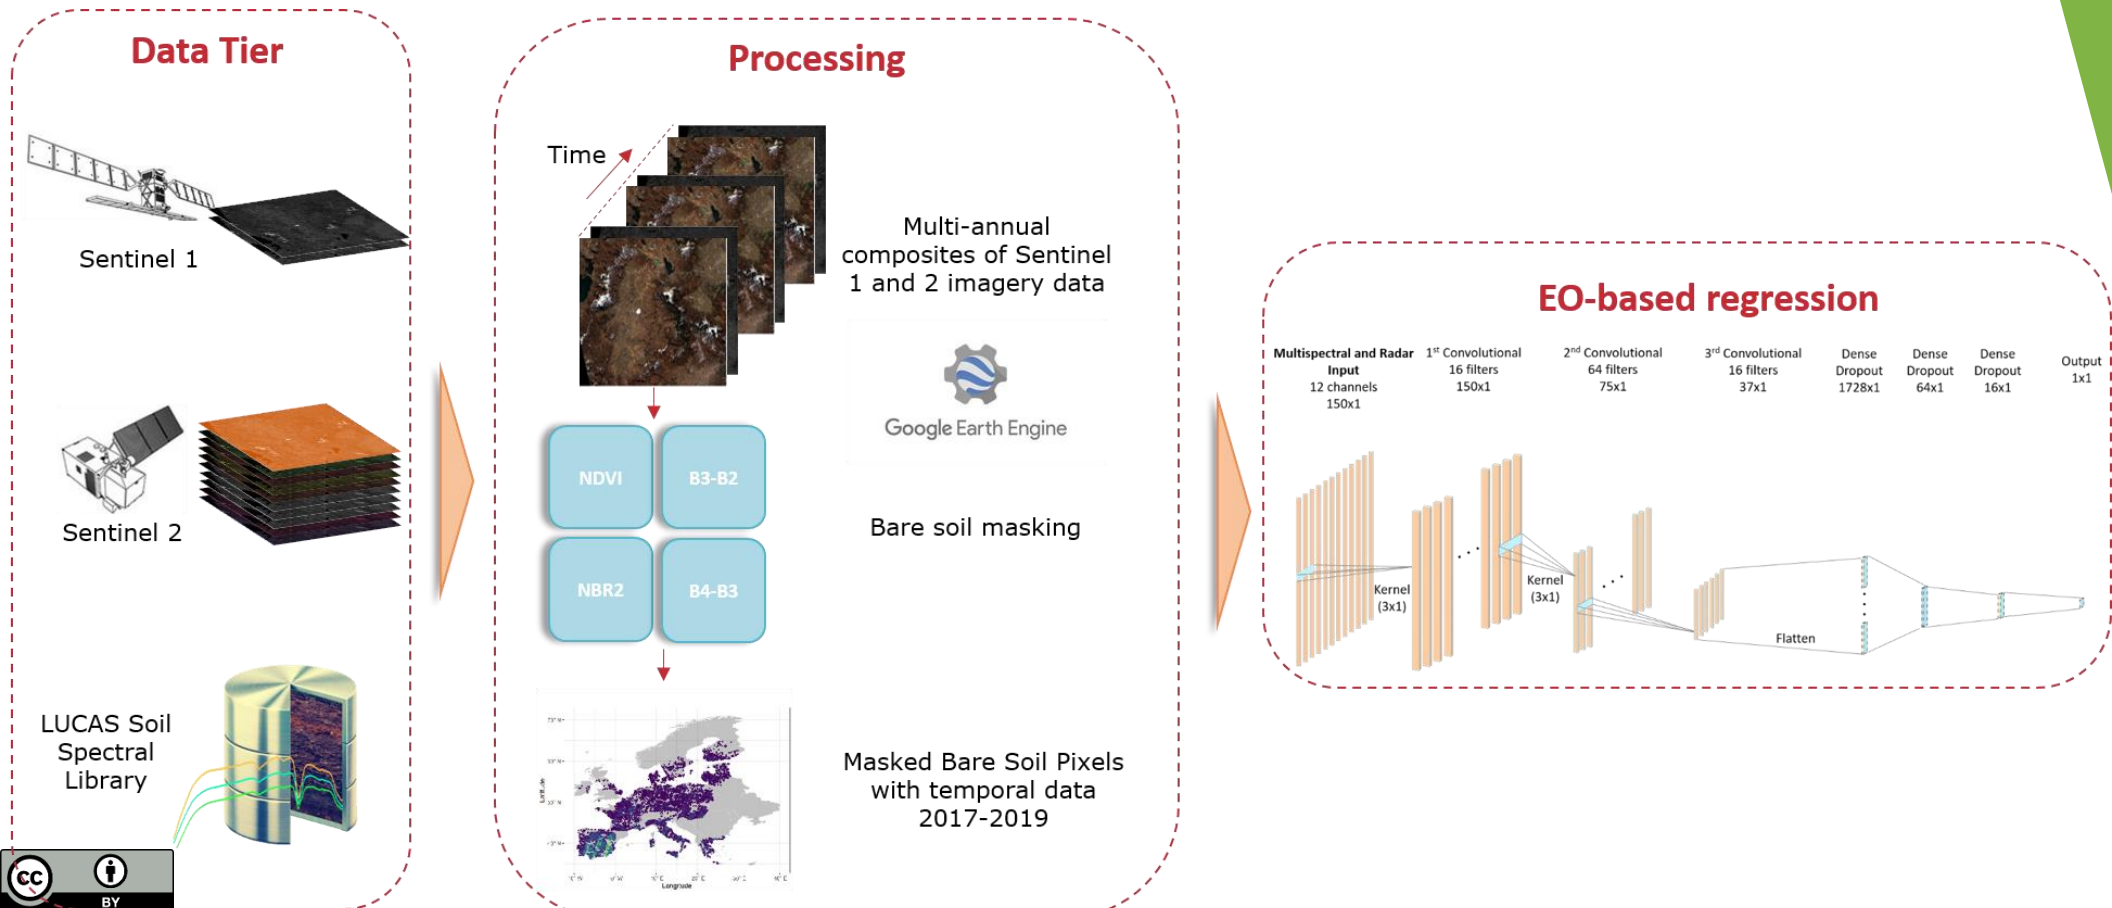 Data Tier
Sentinel 1
Sentinel 2
LUCAS Soil
Spectral
Library
CC
BY
Processing
Time
Multi-annual
composites of Sentinel
1 and 2 imagery data
Google Earth Engine
NDVI
B3-B2
NBR2
B4-B3
Bare soil masking
Longitude
Masked Bare Soil Pixels
with temporal data
2017-2019
EO-based regression
Multispectral and Radar
Input
12 channels
150x1
1st Convolutional
16 filters
150x1
2nd Convolutional
64 filters
75x1
3rd Convolutional
16 filters
37x1
Dense
Dropout
1728x1
Dense
Dropout
64x1
Dense
Dropout
16x1
Output
1x1
Kernel
(3x1)
Kernel
(3x1)
Flatten